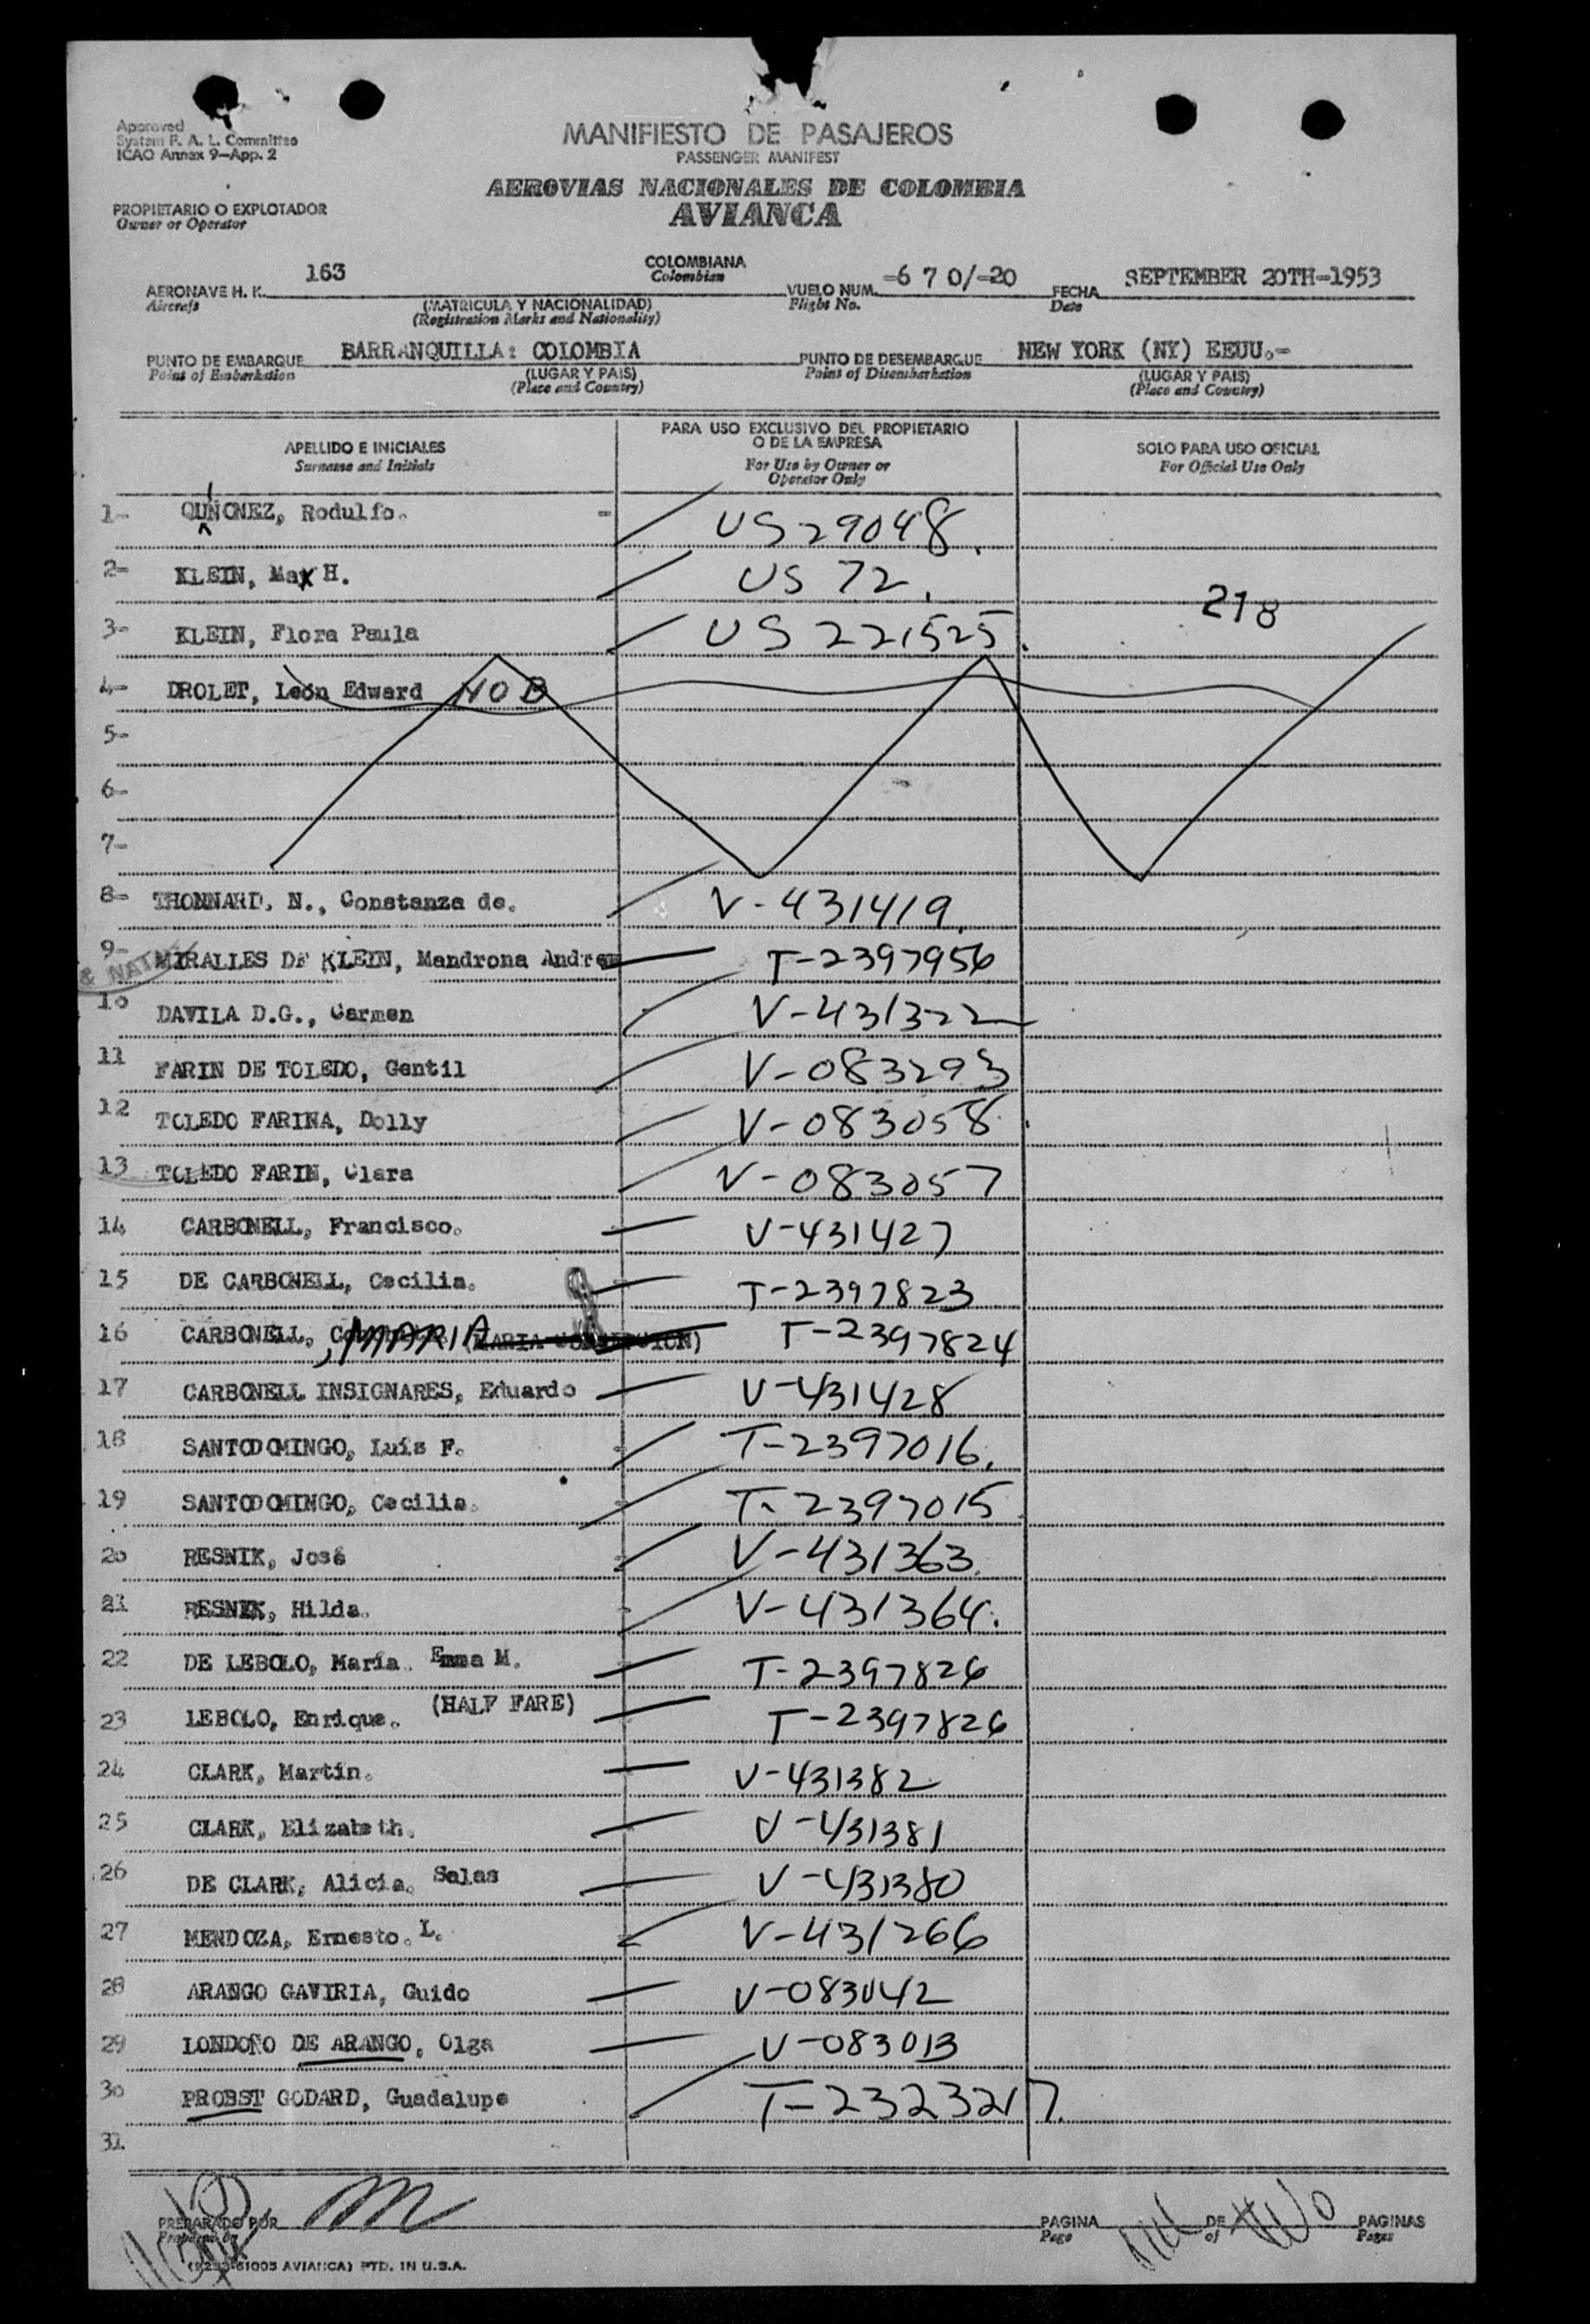 Approved
System F. A. L. Committee
ICAO Annex 9-App. 2
MANIFIESTO DE PASAJEROS
PASSENGER MANIFEST
AEROVIAS NACIONALES DE COLOMBIA
AVIANCA
PROPIETARIO O EXPLOTADOR
Owner or Operator
AERONAVE H. K. 163 COLOMBIANA VUELO NUM. -6 7 0/-20 FECHA SEPTEMBER 20TH-1953
Aircraft Colombian Flight No. Date
(MATRICULA Y NACIONALIDAD)
(Registration Marks and Nationality)
PUNTO DE EMBARQUE BARRANQUILLA: COLOMBIA PUNTO DE DESEMBARQUE NEW YORK (NY) EEUU.-
Point of Embarkation (LUGAR Y PAIS) Point of Disembarkation (LUGAR Y PAIS)
(Place and Country) (Place and Country)
APELLIDO E INICIALES PARA USO EXCLUSIVO DEL PROPIETARIO O DE LA EMPRESA SOLO PARA USO OFICIAL
Surname and Initials For Use by Owner or Operator Only For Official Use Only
1- QUIÑONEZ, Rodulfo. US 29048.
2- KLEIN, Max H. US 72.
218
3- KLEIN, Flora Paula US 221525.
4- DROLET, León Edward NOB
5-
6-
7-
8- THONNARD, N., Constanza de. V-431419.
9- MIRALLES DE KLEIN, Mandrona Andrea T-2397956
& NAT
10 DAVILA D.G., Carmen V-431322
11 FARIN DE TOLEDO, Gentil V-083293
12 TOLEDO FARINA, Dolly V-083058.
13 TOLEDO FARIN, Clara V-083057
14 CARBONELL, Francisco. V-431427
15 DE CARBONELL, Cecilia. T-2397823
16 CARBONELL, MARIA T-2397824
17 CARBONELL INSIGNARES, Eduardo V-431428
18 SANTODOMINGO, Luis F. T-2397016.
19 SANTODOMINGO, Cecilia. T-2397015
20 RESNIK, José V-431363.
21 RESNIK, Hilda. V-431364.
22 DE LEBOLO, María. Emma M. T-2397826
23 LEBOLO, Enrique. (HALF FARE) T-2397826
24 CLARK, Martin. V-431382
25 CLARK, Elizabeth. V-431381
26 DE CLARK, Alicia. Salas V-431380
27 MENDOZA, Ernesto. L. V-431266
28 ARANGO GAVIRIA, Guido V-083042
29 LONDOÑO DE ARANGO, Olga V-083013
30 PROBST GODARD, Guadalupe T-2323217.
31.
PREPARADO POR PAGINA DE TWO PAGINAS
Prepared by Page of Pages
AVIANCA) PTD. IN U.S.A.